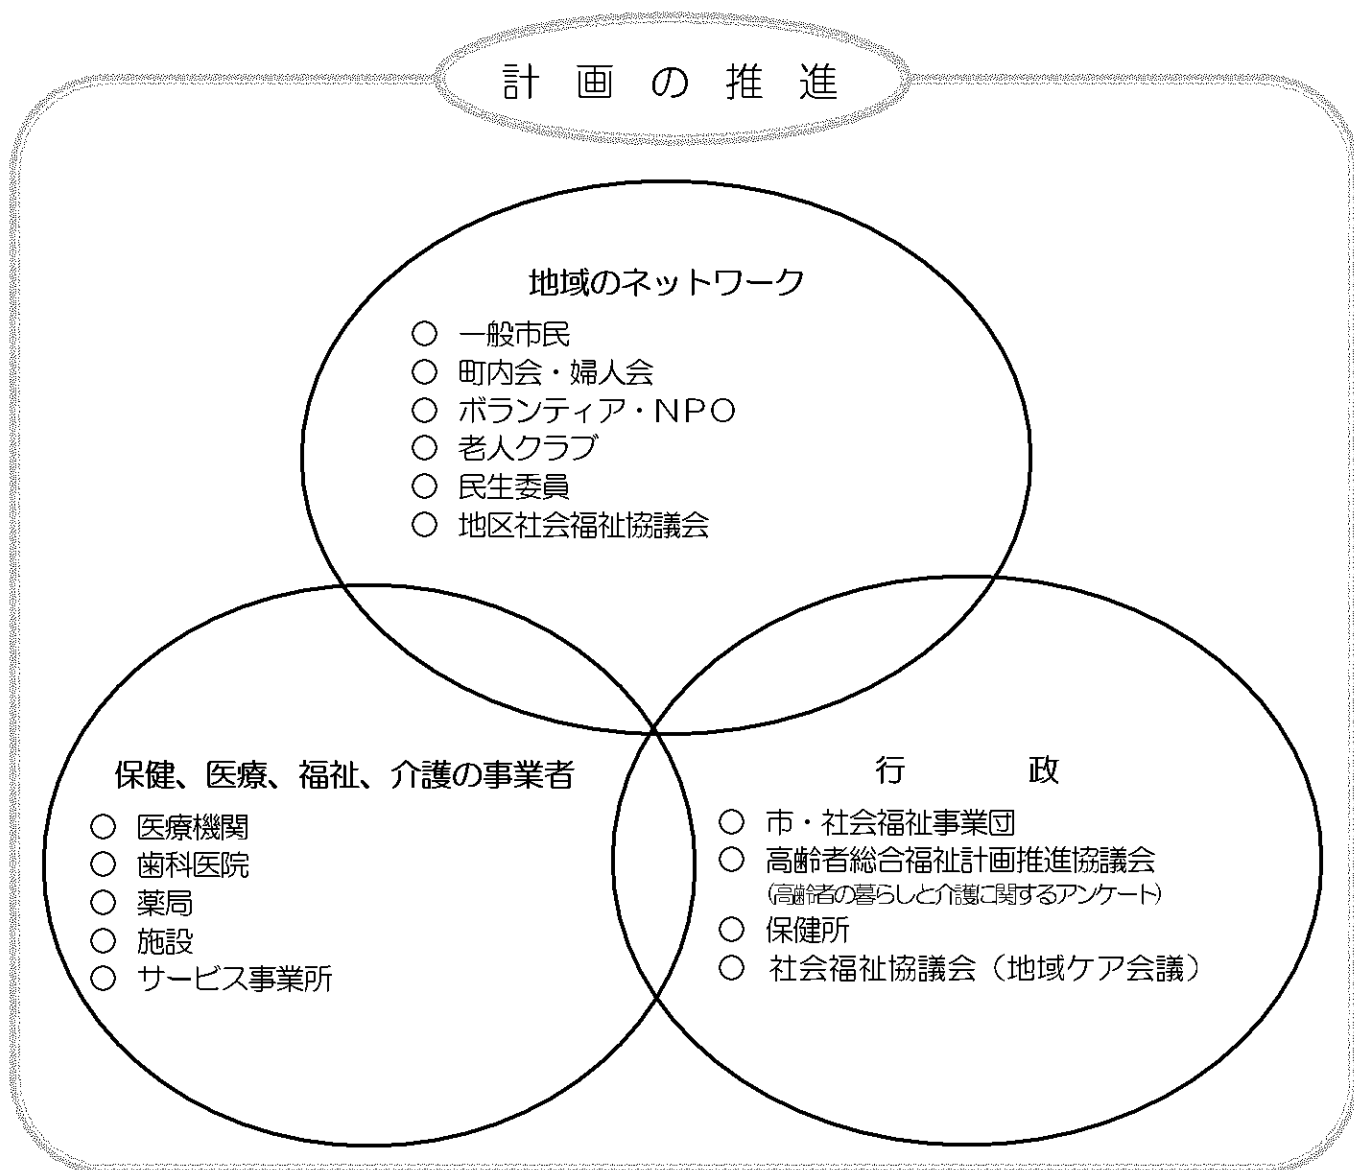 計画の推進
地域のネットワーク
○ 一般市民
○ 町内会・婦人会
○ ボランティア・NPO
○ 老人クラブ
○ 民生委員
○ 地区社会福祉協議会
保健、医療、福祉、介護の事業者
○ 医療機関
○ 歯科医院
○ 薬局
○ 施設
○ サービス事業所
行　政
○ 市・社会福祉事業団
○ 高齢者総合福祉計画推進協議会
(高齢者の暮らしと介護に関するアンケート)
○ 保健所
○ 社会福祉協議会（地域ケア会議）